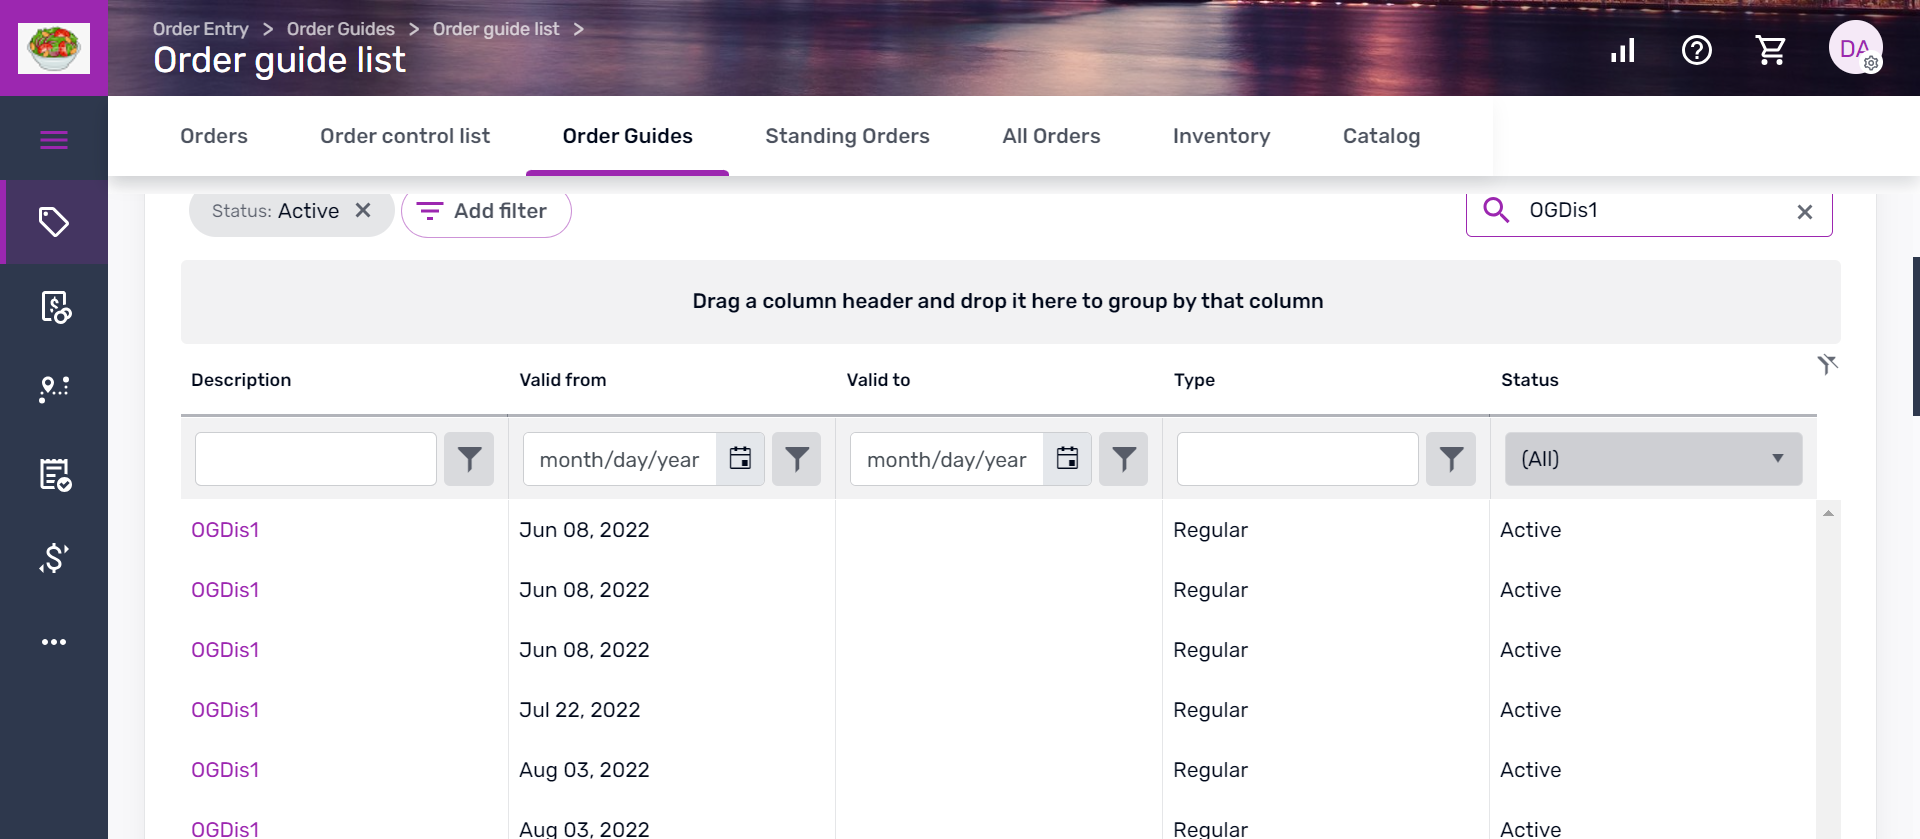 Order Entry > Order Guides > Order guide list >
Order guide list
DA
Orders Order control list Order Guides Standing Orders All Orders Inventory Catalog
Status: Active Add filter OGDis1
Drag a column header and drop it here to group by that column
Description Valid from Valid to Type Status
month/day/year month/day/year (All)
OGDis1 Jun 08, 2022 Regular Active
OGDis1 Jun 08, 2022 Regular Active
OGDis1 Jun 08, 2022 Regular Active
OGDis1 Jul 22, 2022 Regular Active
OGDis1 Aug 03, 2022 Regular Active
OGDis1 Aug 03, 2022 Regular Active